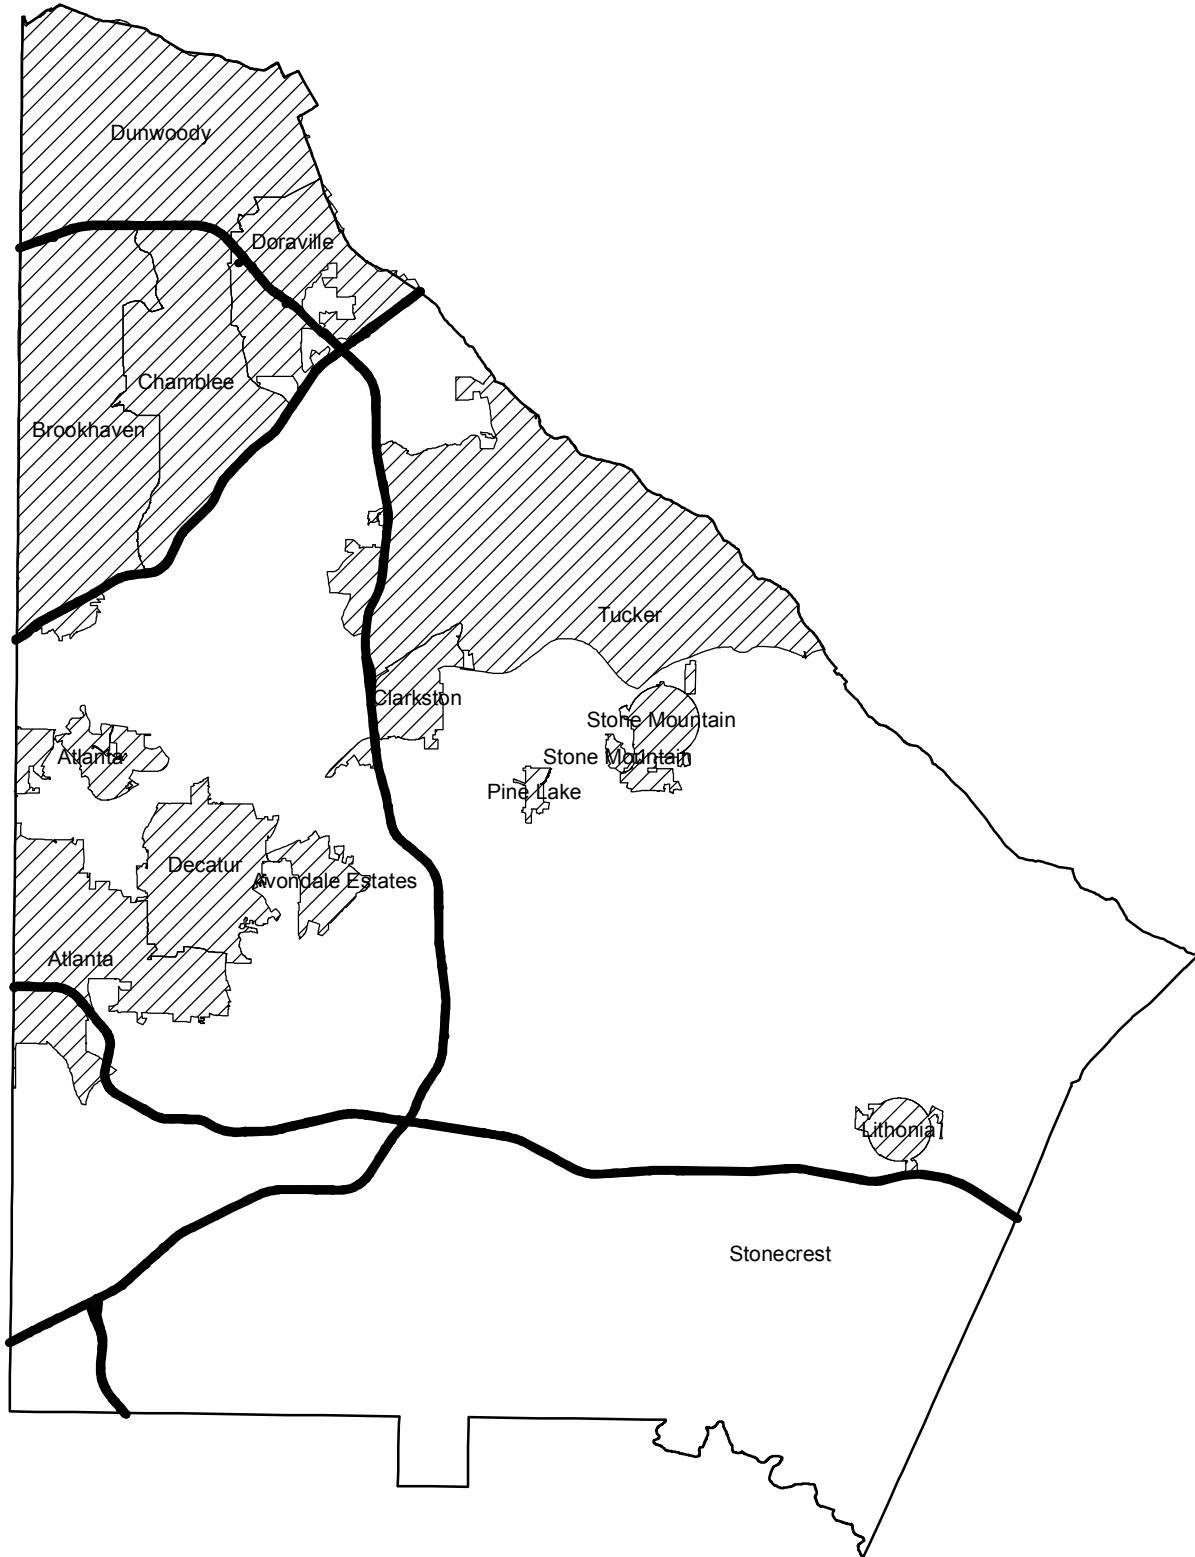 Dunwoody
Doraville
Chamblee
Brookhaven
Tucker
Clarkston
Stone Mountain
Atlanta
Stone Mountain
Pine Lake
Decatur
Avondale Estates
Atlanta
Lithonia
Stonecrest